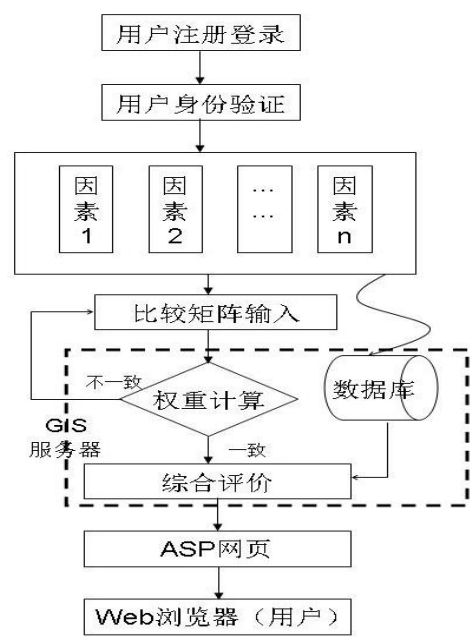 用户注册登录
用户身份验证
因素1
因素2
……
因素n
比较矩阵输入
不一致
权重计算
数据库
GIS
服务器
一致
综合评价
ASP网页
Web浏览器（用户）